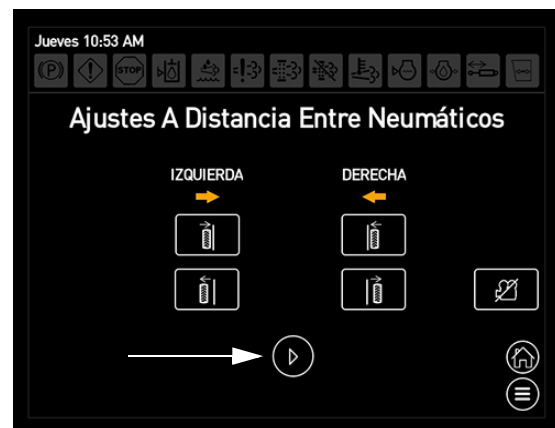 Jueves 10:53 AM
P
STOP
Ajustes A Distancia Entre Neumáticos
IZQUIERDA
DERECHA